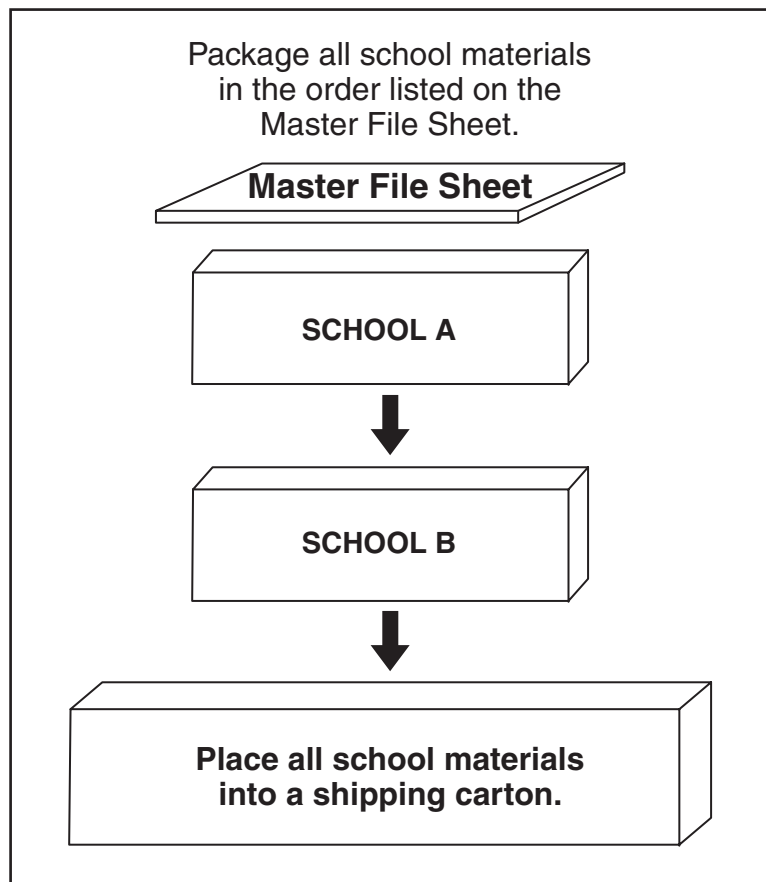 Package all school materials
in the order listed on the
Master File Sheet.
Master File Sheet
SCHOOL A
SCHOOL B
Place all school materials
into a shipping carton.